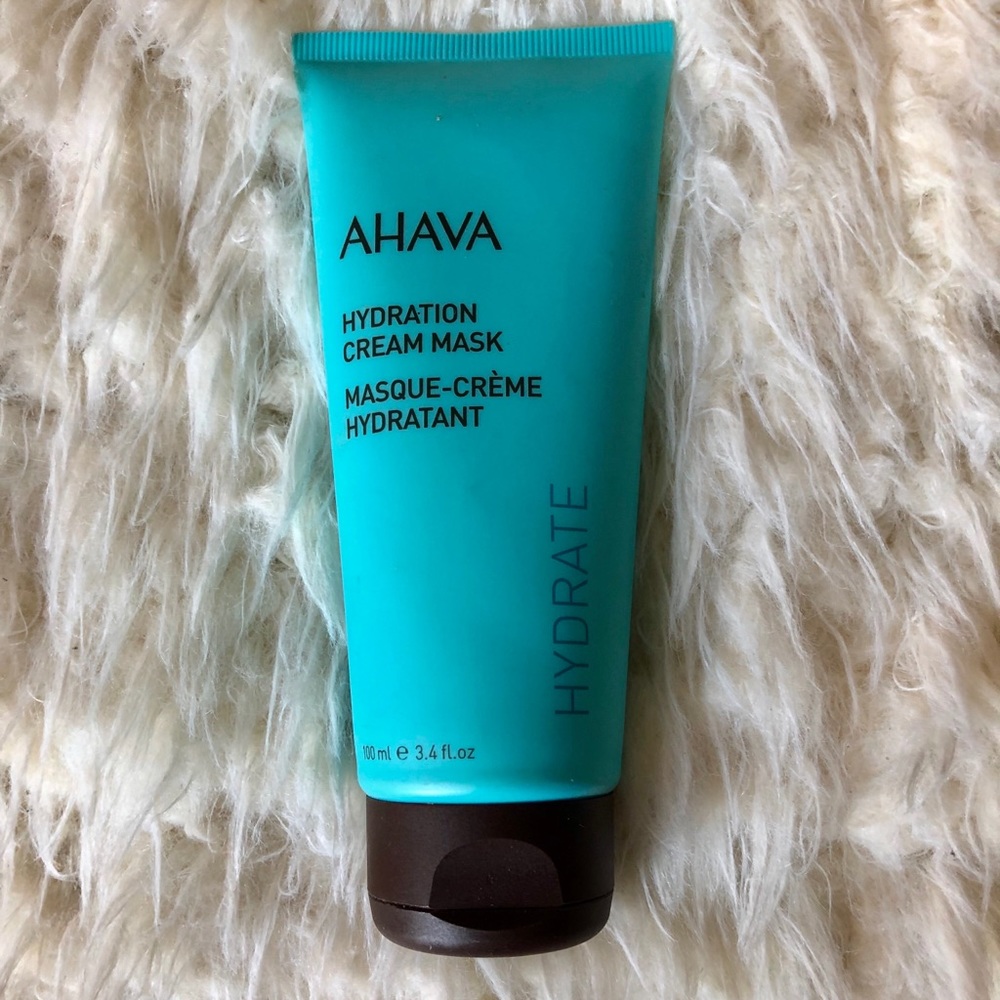 AHAVA
HYDRATION
CREAM MASK
MASQUE-CRÈME
HYDRATANT
HYDRATE
100 ml ℮ 3.4 fl.oz